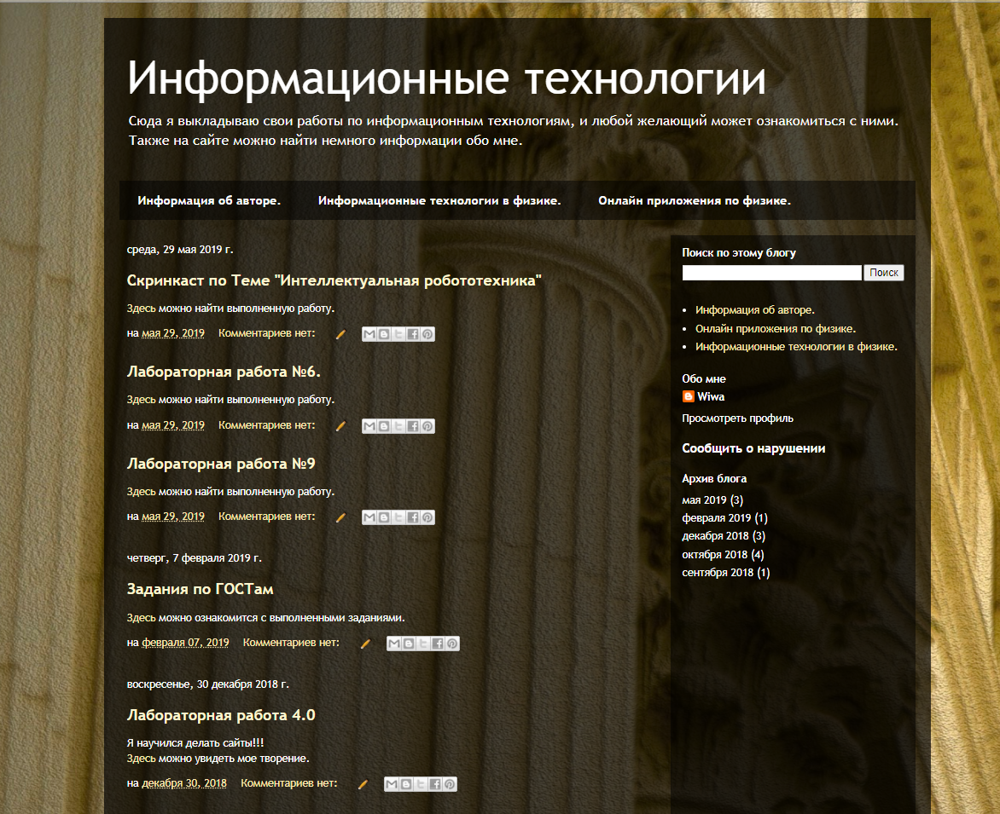 Информационные технологии
Сюда я выкладываю свои работы по информационным технологиям, и любой желающий может ознакомиться с ними.
Также на сайте можно найти немного информации обо мне.
Информация об авторе. Информационные технологии в физике. Онлайн приложения по физике.
среда, 29 мая 2019 г.
Скринкаст по Теме "Интеллектуальная робототехника"
Здесь можно найти выполненную работу.
на мая 29, 2019 Комментариев нет:
Лабораторная работа №6.
Здесь можно найти выполненную работу.
на мая 29, 2019 Комментариев нет:
Лабораторная работа №9
Здесь можно найти выполненную работу.
на мая 29, 2019 Комментариев нет:
четверг, 7 февраля 2019 г.
Задания по ГОСТам
Здесь можно ознакомится с выполненными заданиями.
на февраля 07, 2019 Комментариев нет:
воскресенье, 30 декабря 2018 г.
Лабораторная работа 4.0
Я научился делать сайты!!!
Здесь можно увидеть мое творение.
на декабря 30, 2018 Комментариев нет:
Поиск по этому блогу
Поиск
Информация об авторе.
Онлайн приложения по физике.
Информационные технологии в физике.
Обо мне
Wiwa
Просмотреть профиль
Сообщить о нарушении
Архив блога
мая 2019 (3)
февраля 2019 (1)
декабря 2018 (3)
октября 2018 (4)
сентября 2018 (1)